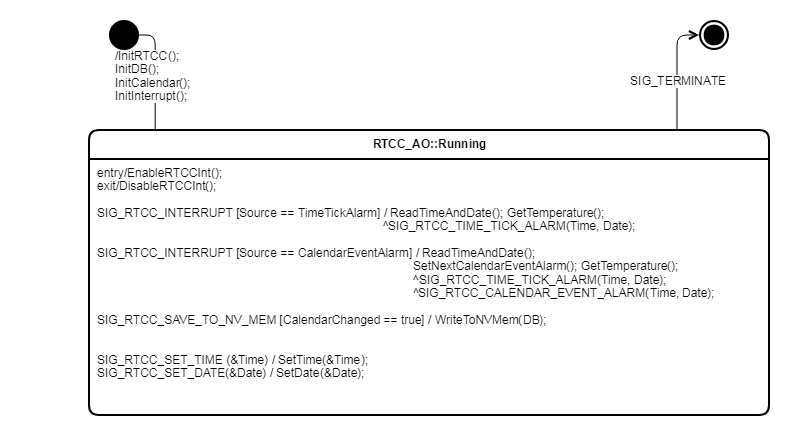 /InitRTCC();
InitDB();
InitCalendar();
InitInterrupt();
SIG_TERMINATE
RTCC_AO::Running
entry/EnableRTCCInt();
exit/DisableRTCCInt();
SIG_RTCC_INTERRUPT [Source == TimeTickAlarm] / ReadTimeAndDate(); GetTemperature();
^SIG_RTCC_TIME_TICK_ALARM(Time, Date);
SIG_RTCC_INTERRUPT [Source == CalendarEventAlarm] / ReadTimeAndDate();
SetNextCalendarEventAlarm(); GetTemperature();
^SIG_RTCC_TIME_TICK_ALARM(Time, Date);
^SIG_RTCC_CALENDAR_EVENT_ALARM(Time, Date);
SIG_RTCC_SAVE_TO_NV_MEM [CalendarChanged == true] / WriteToNVMem(DB);
SIG_RTCC_SET_TIME (&Time) / SetTime(&Time);
SIG_RTCC_SET_DATE(&Date) / SetDate(&Date);